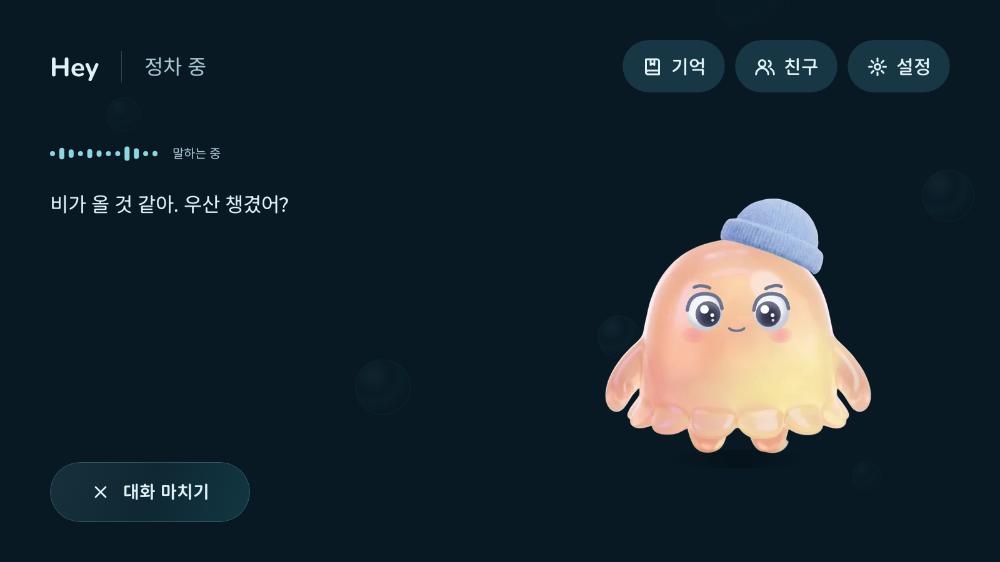 Hey
정차 중
기억
친구
설정
말하는 중
비가 올 것 같아. 우산 챙겼어?
대화 마치기